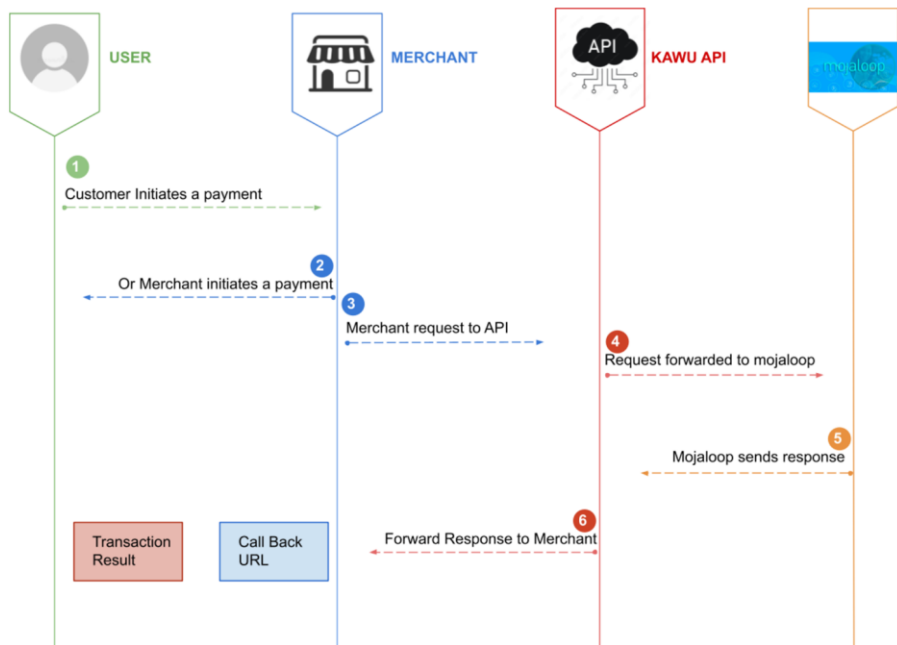 USER
MERCHANT
API
KAWU API
mojaloop
1
Customer Initiates a payment
2
Or Merchant initiates a payment
3
Merchant request to API
4
Request forwarded to mojaloop
5
Mojaloop sends response
6
Forward Response to Merchant
Transaction
Result
Call Back
URL